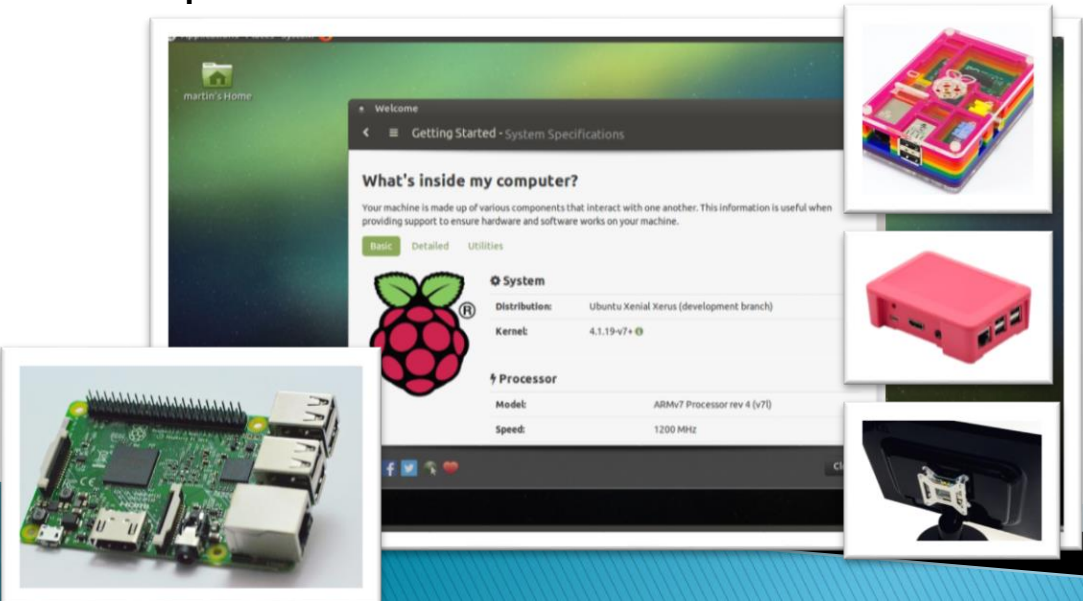 martin's Home
Welcome
Getting Started - System Specifications
What's inside my computer?
Your machine is made up of various components that interact with one another. This information is useful when
providing support to ensure hardware and software works on your machine.
Basic Detailed Utilities
®
System
Distribution: Ubuntu Xenial Xerus (development branch)
Kernel: 4.1.19-v7+
Processor
Model: ARMv7 Processor rev 4 (v7l)
Speed: 1200 MHz